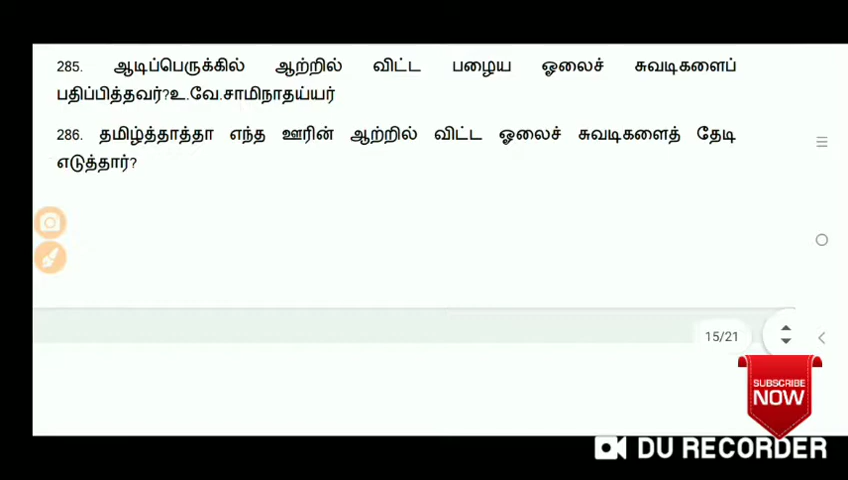 285. ஆடிப்பெருக்கில் ஆற்றில் விட்ட பழைய ஓலைச் சுவடிகளைப்
பதிப்பித்தவர்?உ.வே.சாமிநாதய்யர்
286. தமிழ்த்தாத்தா எந்த ஊரின் ஆற்றில் விட்ட ஓலைச் சுவடிகளைத் தேடி
எடுத்தார்?
15/21
SUBSCRIBE
NOW
DU RECORDER